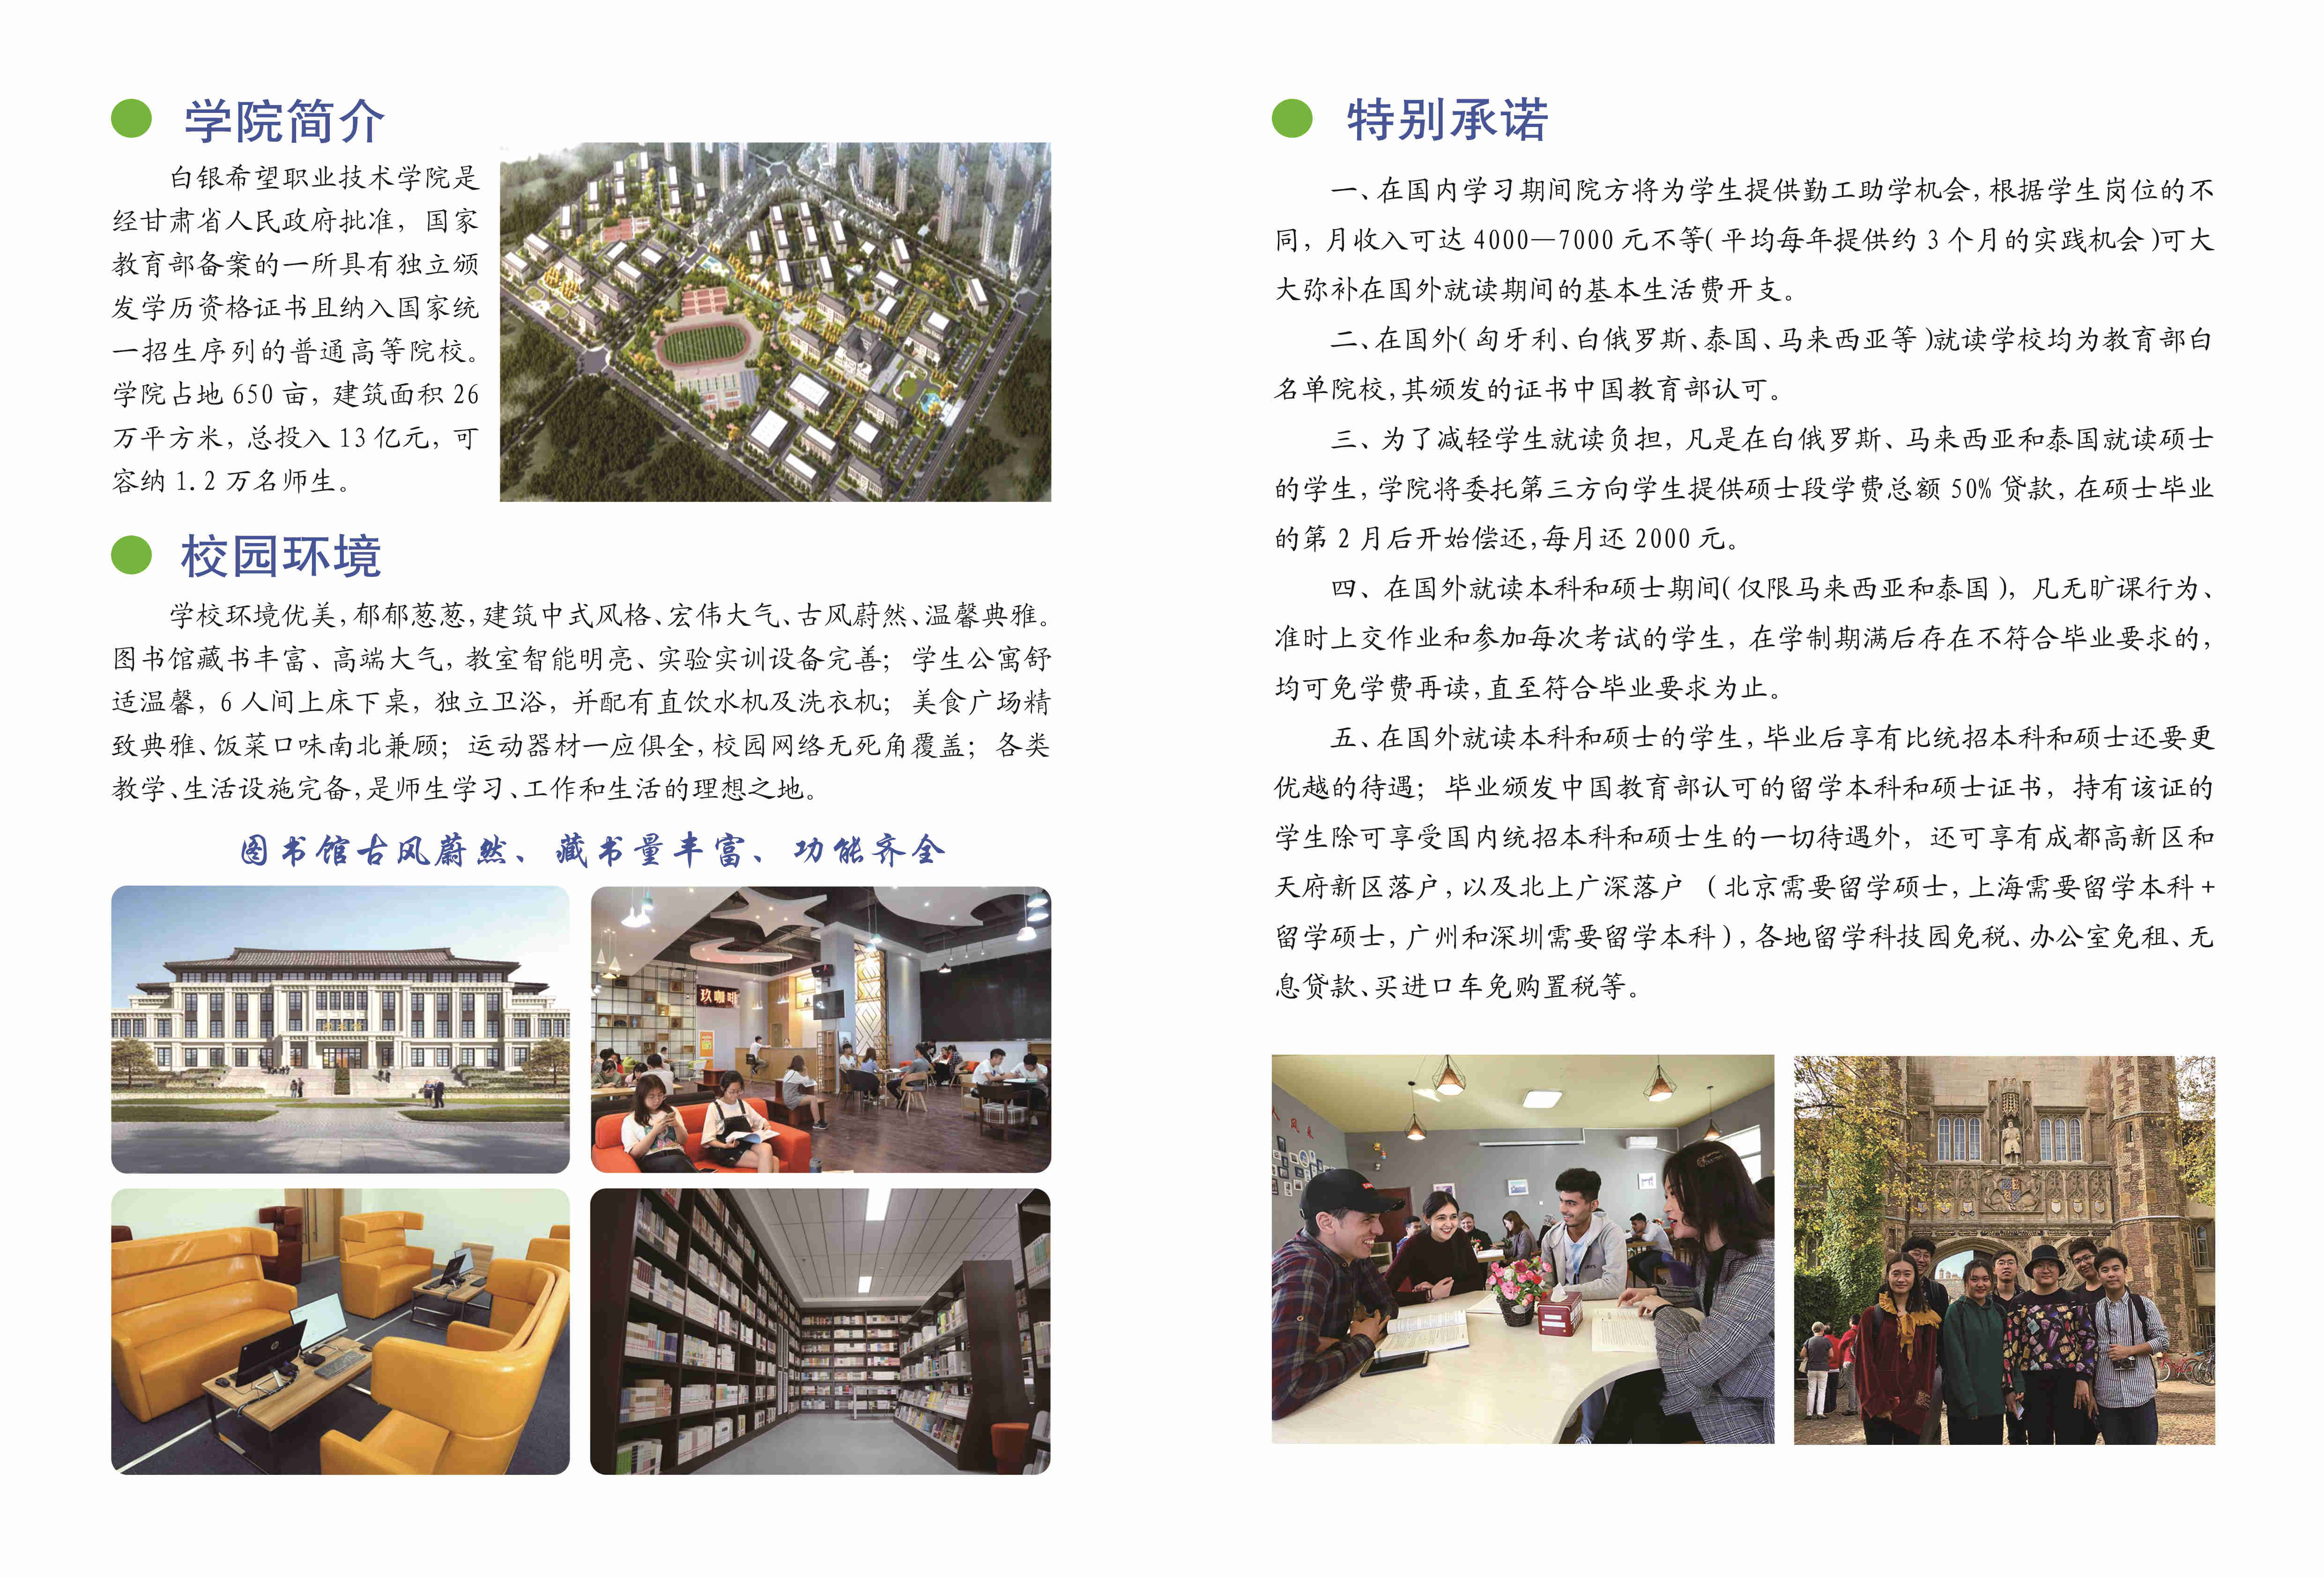 学院简介
白银希望职业技术学院是
经甘肃省人民政府批准，国家
教育部备案的一所具有独立颁
发学历资格证书且纳入国家统
一招生序列的普通高等院校。
学院占地 650 亩，建筑面积 26
万平方米，总投入 13 亿元，可
容纳 1.2 万名师生。
校园环境
学校环境优美，郁郁葱葱，建筑中式风格、宏伟大气、古风蔚然、温馨典雅。
图书馆藏书丰富、高端大气，教室智能明亮、实验实训设备完善；学生公寓舒
适温馨，6 人间上床下桌，独立卫浴，并配有直饮水机及洗衣机；美食广场精
致典雅、饭菜口味南北兼顾；运动器材一应俱全，校园网络无死角覆盖；各类
教学、生活设施完备，是师生学习、工作和生活的理想之地。
图书馆古风蔚然、藏书量丰富、功能齐全
玖咖啡
特别承诺
一、在国内学习期间院方将为学生提供勤工助学机会，根据学生岗位的不
同，月收入可达 4000—7000 元不等(平均每年提供约 3 个月的实践机会)可大
大弥补在国外就读期间的基本生活费开支。
二、在国外(匈牙利、白俄罗斯、泰国、马来西亚等)就读学校均为教育部白
名单院校，其颁发的证书中国教育部认可。
三、为了减轻学生就读负担，凡是在白俄罗斯、马来西亚和泰国就读硕士
的学生，学院将委托第三方向学生提供硕士段学费总额 50% 贷款，在硕士毕业
的第 2 月后开始偿还，每月还 2000 元。
四、在国外就读本科和硕士期间(仅限马来西亚和泰国)，凡无旷课行为、
准时上交作业和参加每次考试的学生，在学制期满后存在不符合毕业要求的，
均可免学费再读，直至符合毕业要求为止。
五、在国外就读本科和硕士的学生，毕业后享有比统招本科和硕士还要更
优越的待遇；毕业颁发中国教育部认可的留学本科和硕士证书，持有该证的
学生除可享受国内统招本科和硕士生的一切待遇外，还可享有成都高新区和
天府新区落户，以及北上广深落户 (北京需要留学硕士，上海需要留学本科+
留学硕士，广州和深圳需要留学本科)，各地留学科技园免税、办公室免租、无
息贷款、买进口车免购置税等。